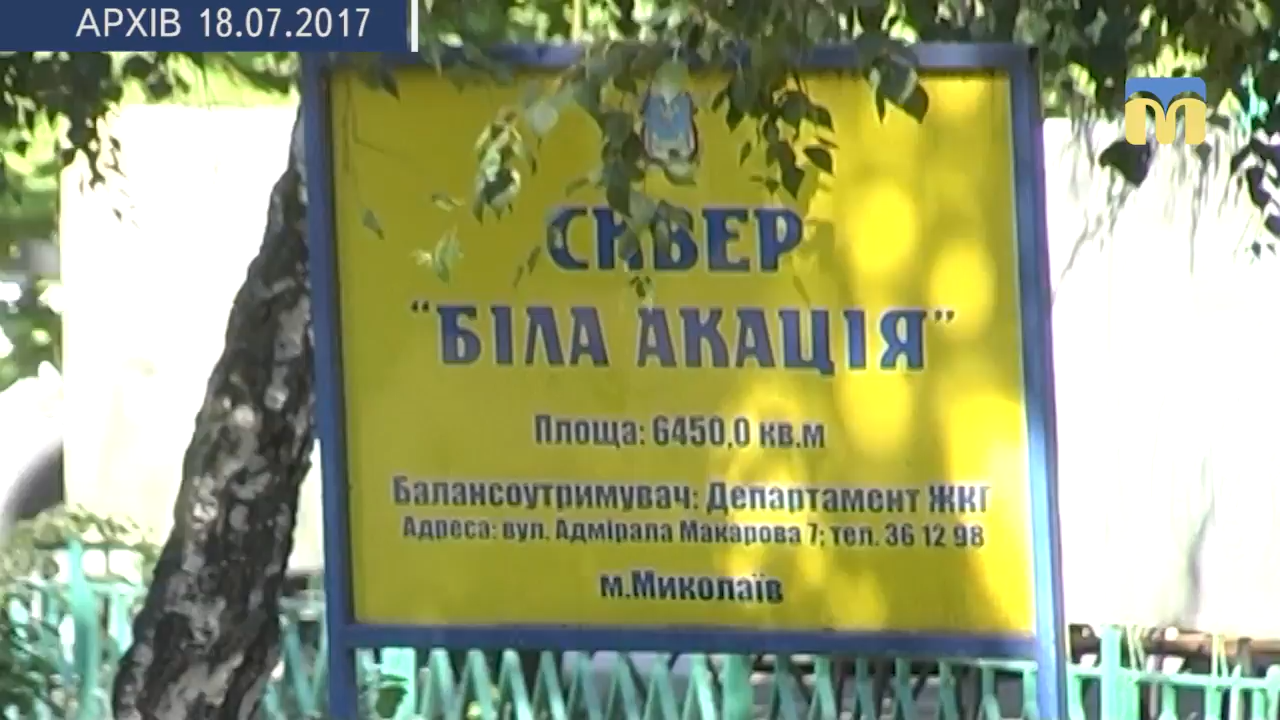 АРХІВ 18.07.2017
СКВЕР
“БІЛА АКАЦІЯ”
Площа: 6450,0 кв.м
Балансоутримувач: Департамент ЖКГ
Адреса: вул. Адмірала Макарова 7; тел. 36 12 98
м.Миколаїв